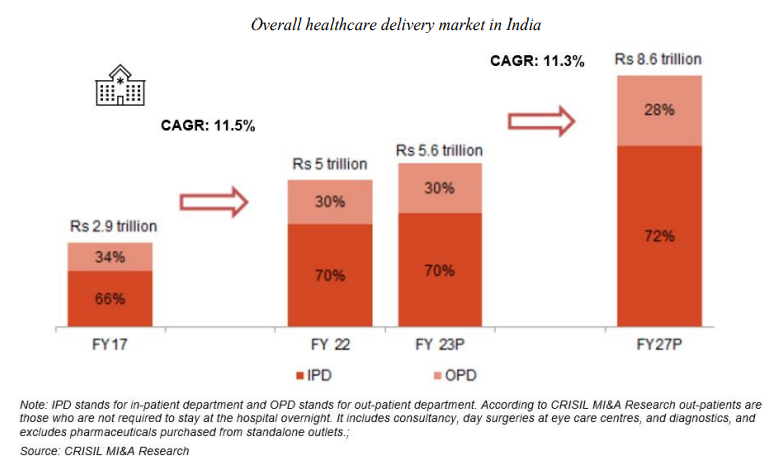 Overall healthcare delivery market in India
CAGR: 11.3%
Rs 8.6 trillion
28%
CAGR: 11.5%
Rs 5.6 trillion
Rs 5 trillion
30%
30%
Rs 2.9 trillion
72%
34%
70%
70%
66%
FY17
FY 22
FY 23P
FY27P
IPD
OPD
Note: IPD stands for in-patient department and OPD stands for out-patient department. According to CRISIL MI&A Research out-patients are
those who are not required to stay at the hospital overnight. It includes consultancy, day surgeries at eye care centres, and diagnostics, and
excludes pharmaceuticals purchased from standalone outlets.;
Source: CRISIL MI&A Research